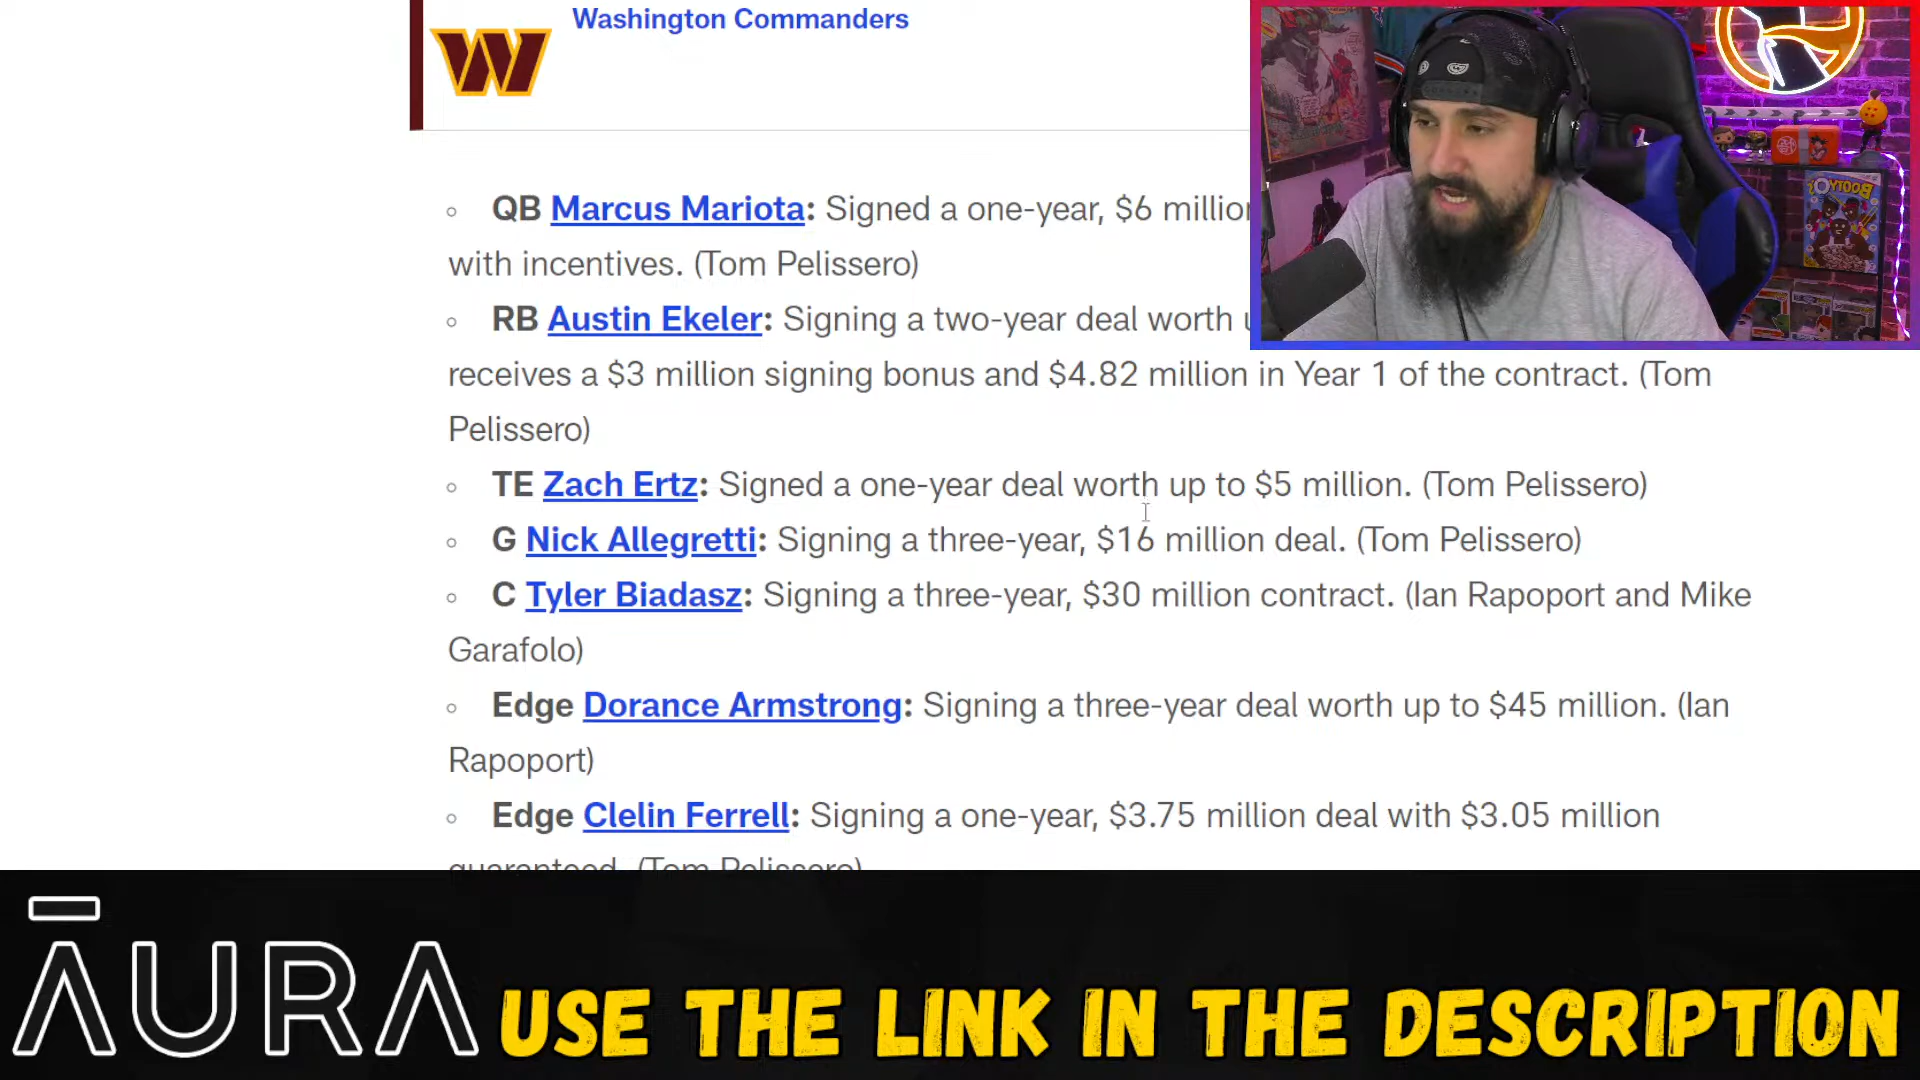 Washington Commanders
W
QB Marcus Mariota: Signed a one-year, $6 million
with incentives. (Tom Pelissero)
RB Austin Ekeler: Signing a two-year deal worth
receives a $3 million signing bonus and $4.82 million in Year 1 of the contract. (Tom
Pelissero)
TE Zach Ertz: Signed a one-year deal worth up to $5 million. (Tom Pelissero)
G Nick Allegretti: Signing a three-year, $16 million deal. (Tom Pelissero)
C Tyler Biadasz: Signing a three-year, $30 million contract. (Ian Rapoport and Mike
Garafolo)
Edge Dorance Armstrong: Signing a three-year deal worth up to $45 million. (Ian
Rapoport)
Edge Clelin Ferrell: Signing a one-year, $3.75 million deal with $3.05 million
guaranteed. (Tom Pelissero)
ĀURA USE THE LINK IN THE DESCRIPTION